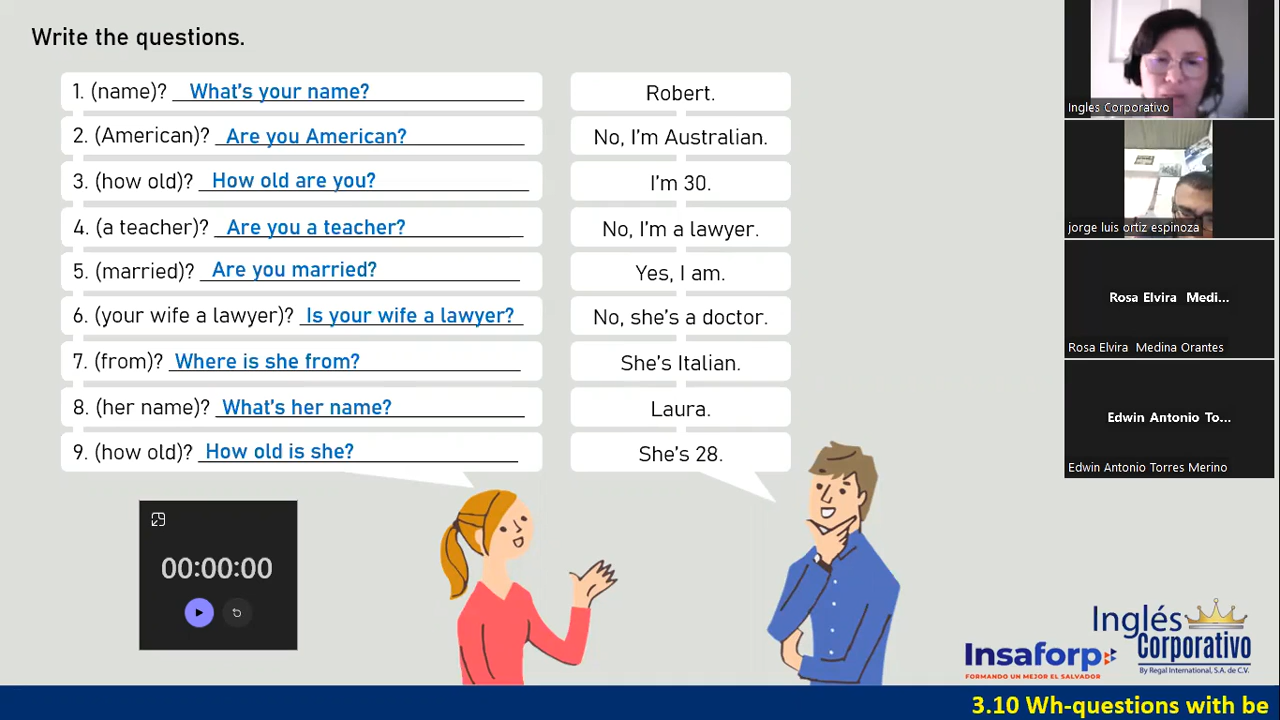 Write the questions.
1. (name)? What's your name?
Robert.
2. (American)? Are you American?
No, I'm Australian.
3. (how old)? How old are you?
I'm 30.
4. (a teacher)? Are you a teacher?
No, I'm a lawyer.
5. (married)? Are you married?
Yes, I am.
6. (your wife a lawyer)? Is your wife a lawyer?
No, she's a doctor.
7. (from)? Where is she from?
She's Italian.
8. (her name)? What's her name?
Laura.
9. (how old)? How old is she?
She's 28.
00:00:00
Ingles Corporativo
jorge luis ortiz espinoza
Rosa Elvira Medi...
Rosa Elvira Medina Orantes
Edwin Antonio To...
Edwin Antonio Torres Merino
Insaforp
FORMANDO UN MEJOR EL SALVADOR
Inglés
Corporativo
By Regal International, S.A. de C.V.
3.10 Wh-questions with be